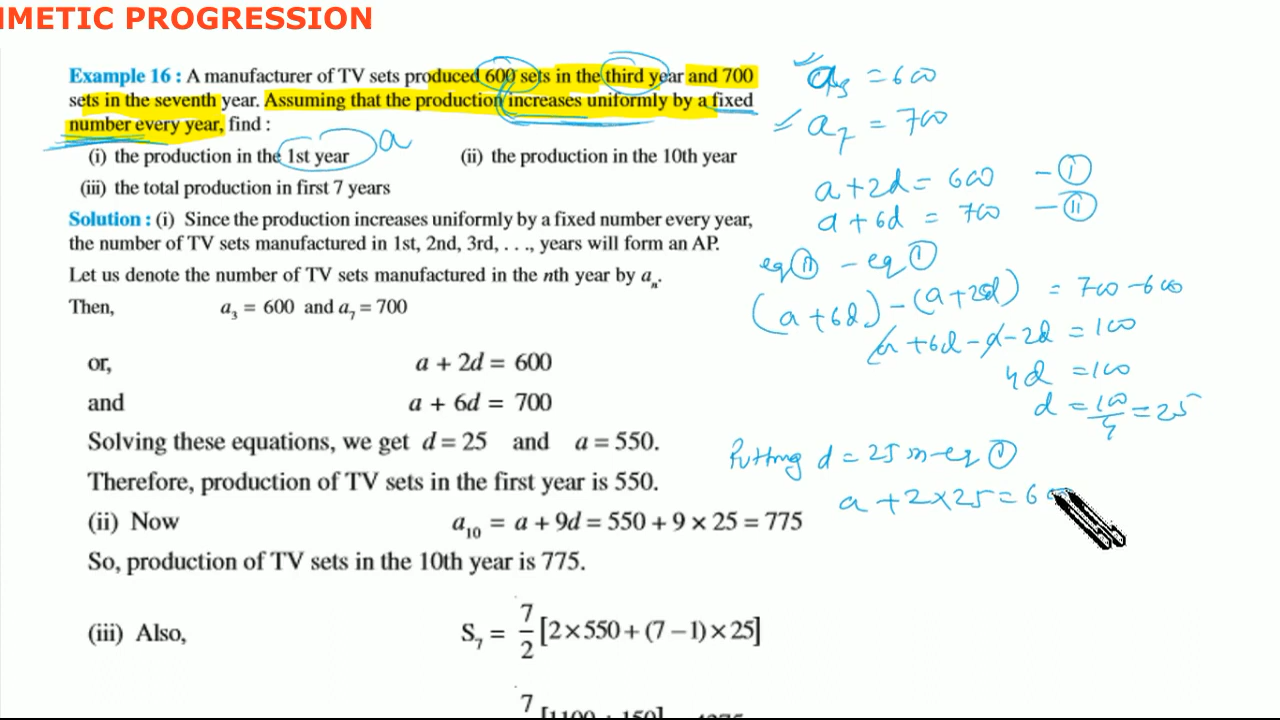 IMETIC PROGRESSION
Example 16 : A manufacturer of TV sets produced 600 sets in the third year and 700
sets in the seventh year. Assuming that the production increases uniformly by a fixed
number every year, find :
(i) the production in the 1st year a (ii) the production in the 10th year
(iii) the total production in first 7 years
Solution : (i) Since the production increases uniformly by a fixed number every year,
the number of TV sets manufactured in 1st, 2nd, 3rd, . . ., years will form an AP.
Let us denote the number of TV sets manufactured in the nth year by aₙ.
Then, a₃ = 600 and a₇ = 700
or, a + 2d = 600
and a + 6d = 700
Solving these equations, we get d = 25 and a = 550.
Therefore, production of TV sets in the first year is 550.
(ii) Now a₁₀ = a + 9d = 550 + 9 × 25 = 775
So, production of TV sets in the 10th year is 775.
(iii) Also, S₇ = 7/2 [2 × 550 + (7 – 1) × 25]
7
a₃ = 600
a₇ = 700
a + 2d = 600 – (I)
a + 6d = 700 – (II)
eq (II) – eq (I)
(a + 6d) – (a + 2d) = 700 – 600
a + 6d – a – 2d = 100
4d = 100
d = 100/4 = 25
Putting d = 25 in eq (I)
a + 2 × 25 = 6